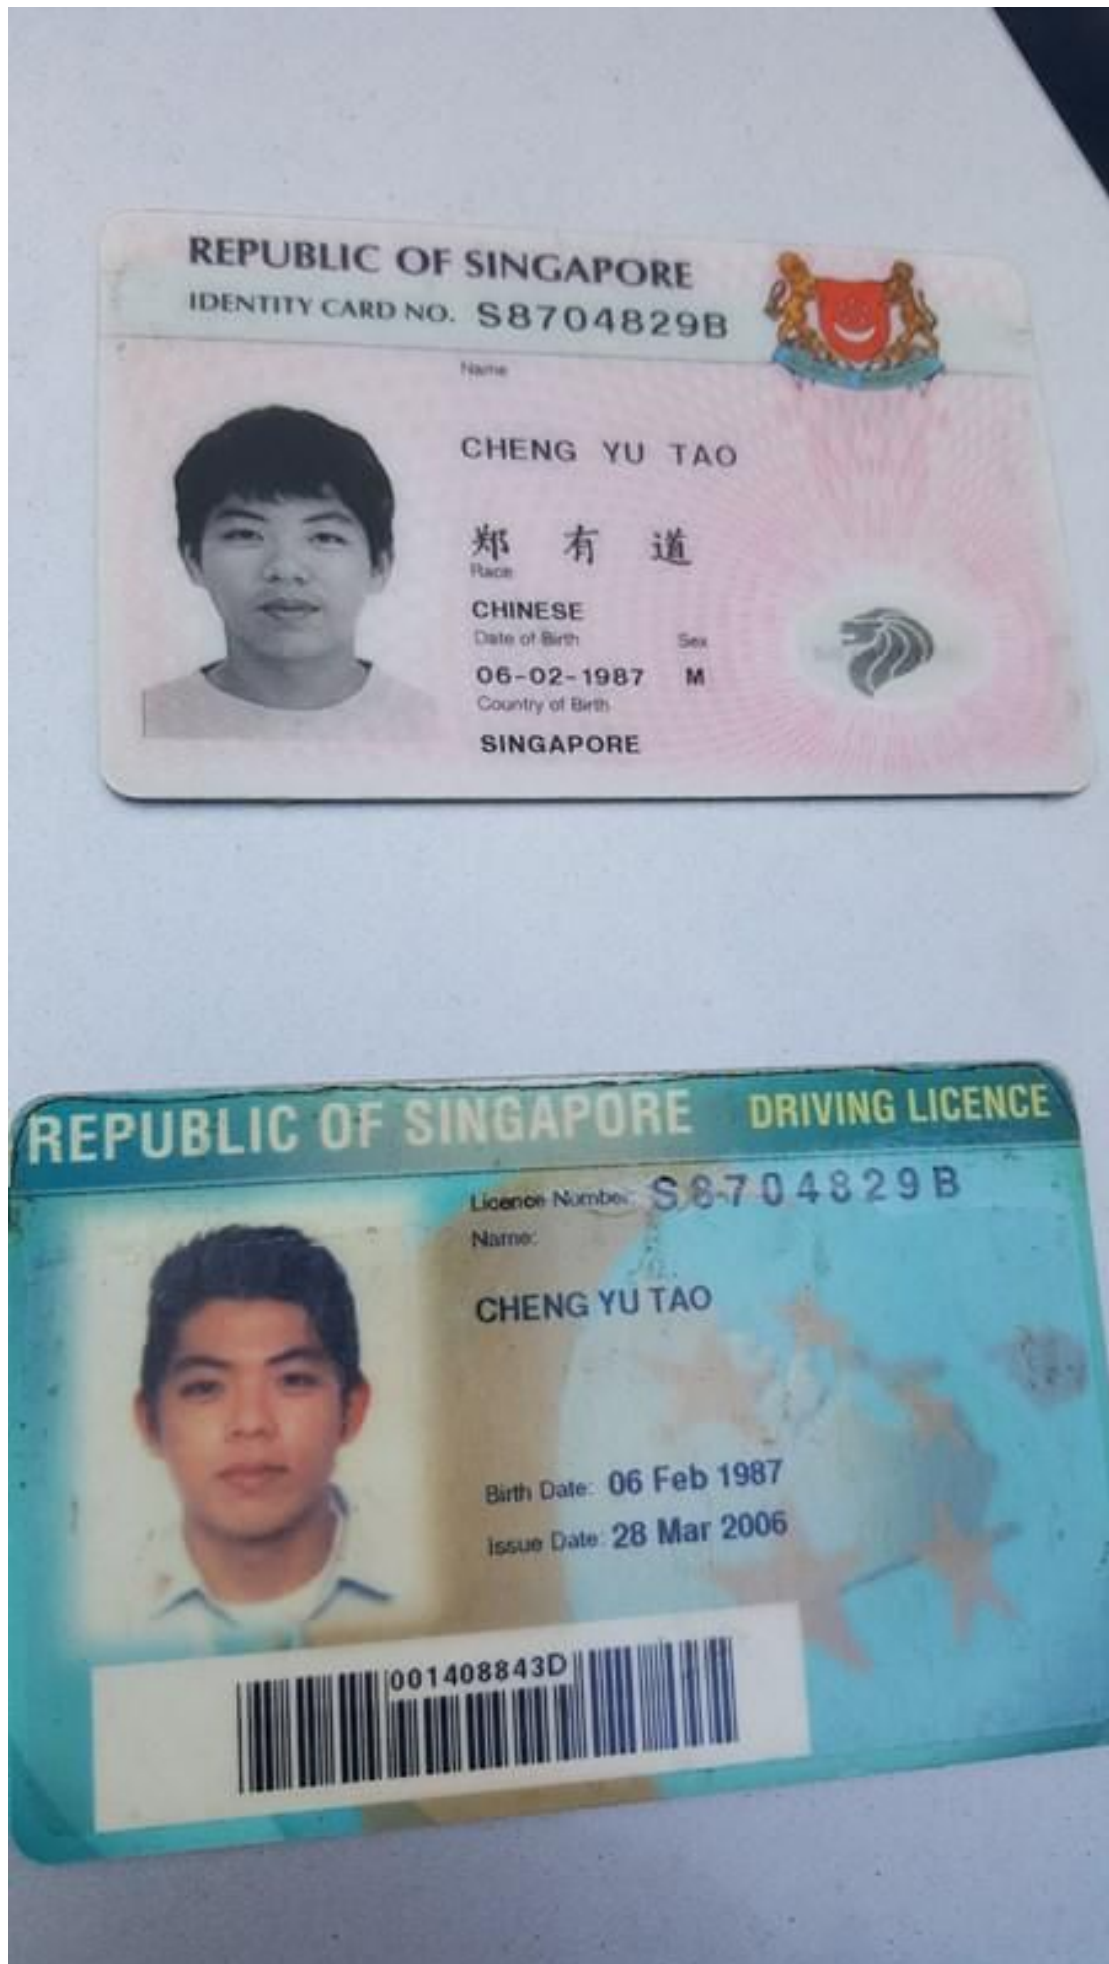 REPUBLIC OF SINGAPORE
IDENTITY CARD NO. S8704829B
Name
CHENG YU TAO
郑 有 道
Race
CHINESE
Date of Birth Sex
06-02-1987 M
Country of Birth
SINGAPORE
REPUBLIC OF SINGAPORE DRIVING LICENCE
Licence Number: S8704829B
Name:
CHENG YU TAO
Birth Date: 06 Feb 1987
Issue Date: 28 Mar 2006
001408843D